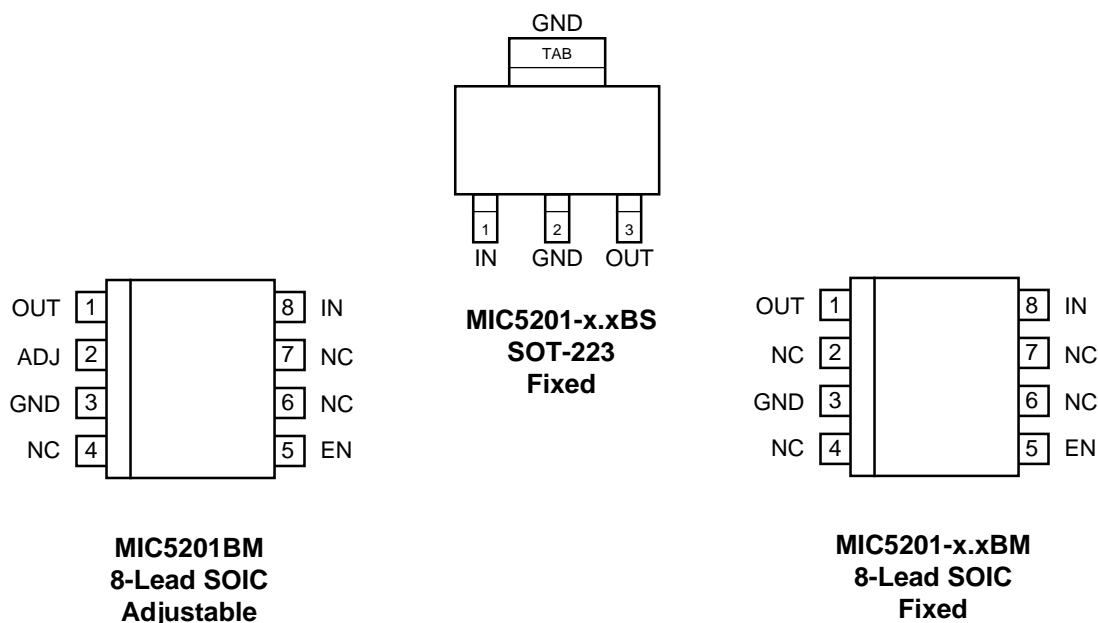 GND
TAB
1 2 3
IN GND OUT
MIC5201-x.xBS
SOT-223
Fixed
OUT 1 8 IN
ADJ 2 7 NC
GND 3 6 NC
NC 4 5 EN
MIC5201BM
8-Lead SOIC
Adjustable
OUT 1 8 IN
NC 2 7 NC
GND 3 6 NC
NC 4 5 EN
MIC5201-x.xBM
8-Lead SOIC
Fixed